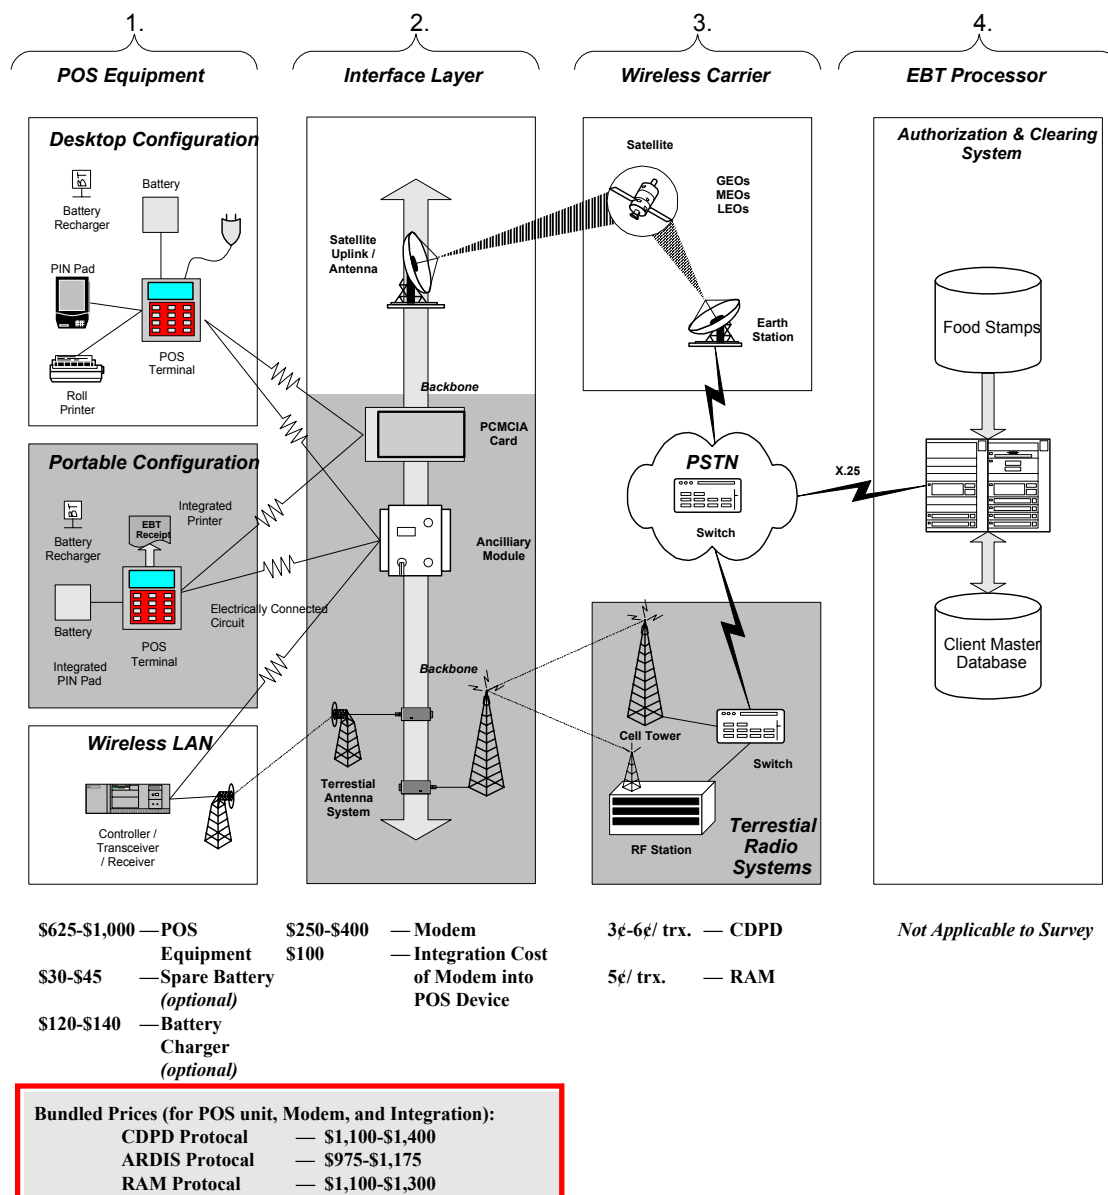 1.
2.
3.
4.
POS Equipment
Interface Layer
Wireless Carrier
EBT Processor
Desktop Configuration
BT
Battery
Recharger
Battery
PIN Pad
POS
Terminal
Roll
Printer
Portable Configuration
BT
Battery
Recharger
EBT
Receipt
Integrated
Printer
Battery
POS
Terminal
Integrated
PIN Pad
Electrically Connected
Circuit
Wireless LAN
Controller /
Transceiver
/ Receiver
Satellite
Uplink /
Antenna
Backbone
PCMCIA
Card
Ancilliary
Module
Backbone
Terrestial
Antenna
System
Satellite
GEOs
MEOs
LEOs
Earth
Station
PSTN
Switch
X.25
Cell Tower
Switch
RF Station
Terrestial
Radio
Systems
Authorization & Clearing
System
Food Stamps
Client Master
Database
$625-$1,000 — POS
Equipment
$30-$45 — Spare Battery
(optional)
$120-$140 — Battery
Charger
(optional)
$250-$400 — Modem
$100 — Integration Cost
of Modem into
POS Device
3¢-6¢/ trx. — CDPD
5¢/ trx. — RAM
Not Applicable to Survey
Bundled Prices (for POS unit, Modem, and Integration):
CDPD Protocal — $1,100-$1,400
ARDIS Protocal — $975-$1,175
RAM Protocal — $1,100-$1,300